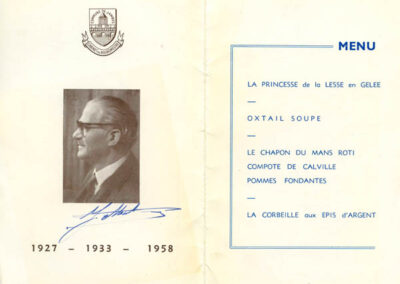 1927 – 1933 – 1958
MENU
LA PRINCESSE de la LESSE en GELEE
—
OXTAIL SOUPE
—
LE CHAPON DU MANS ROTI
COMPOTE DE CALVILLE
POMMES FONDANTES
—
LA CORBEILLE aux EPIS d'ARGENT